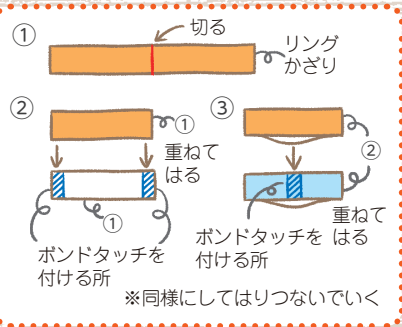 ①
切る
リング
かざり
②
①
重ねて
はる
①
ボンドタッチを
付ける所
③
②
重ねて
はる
ボンドタッチを
付ける所
※同様にしてはりつないでいく